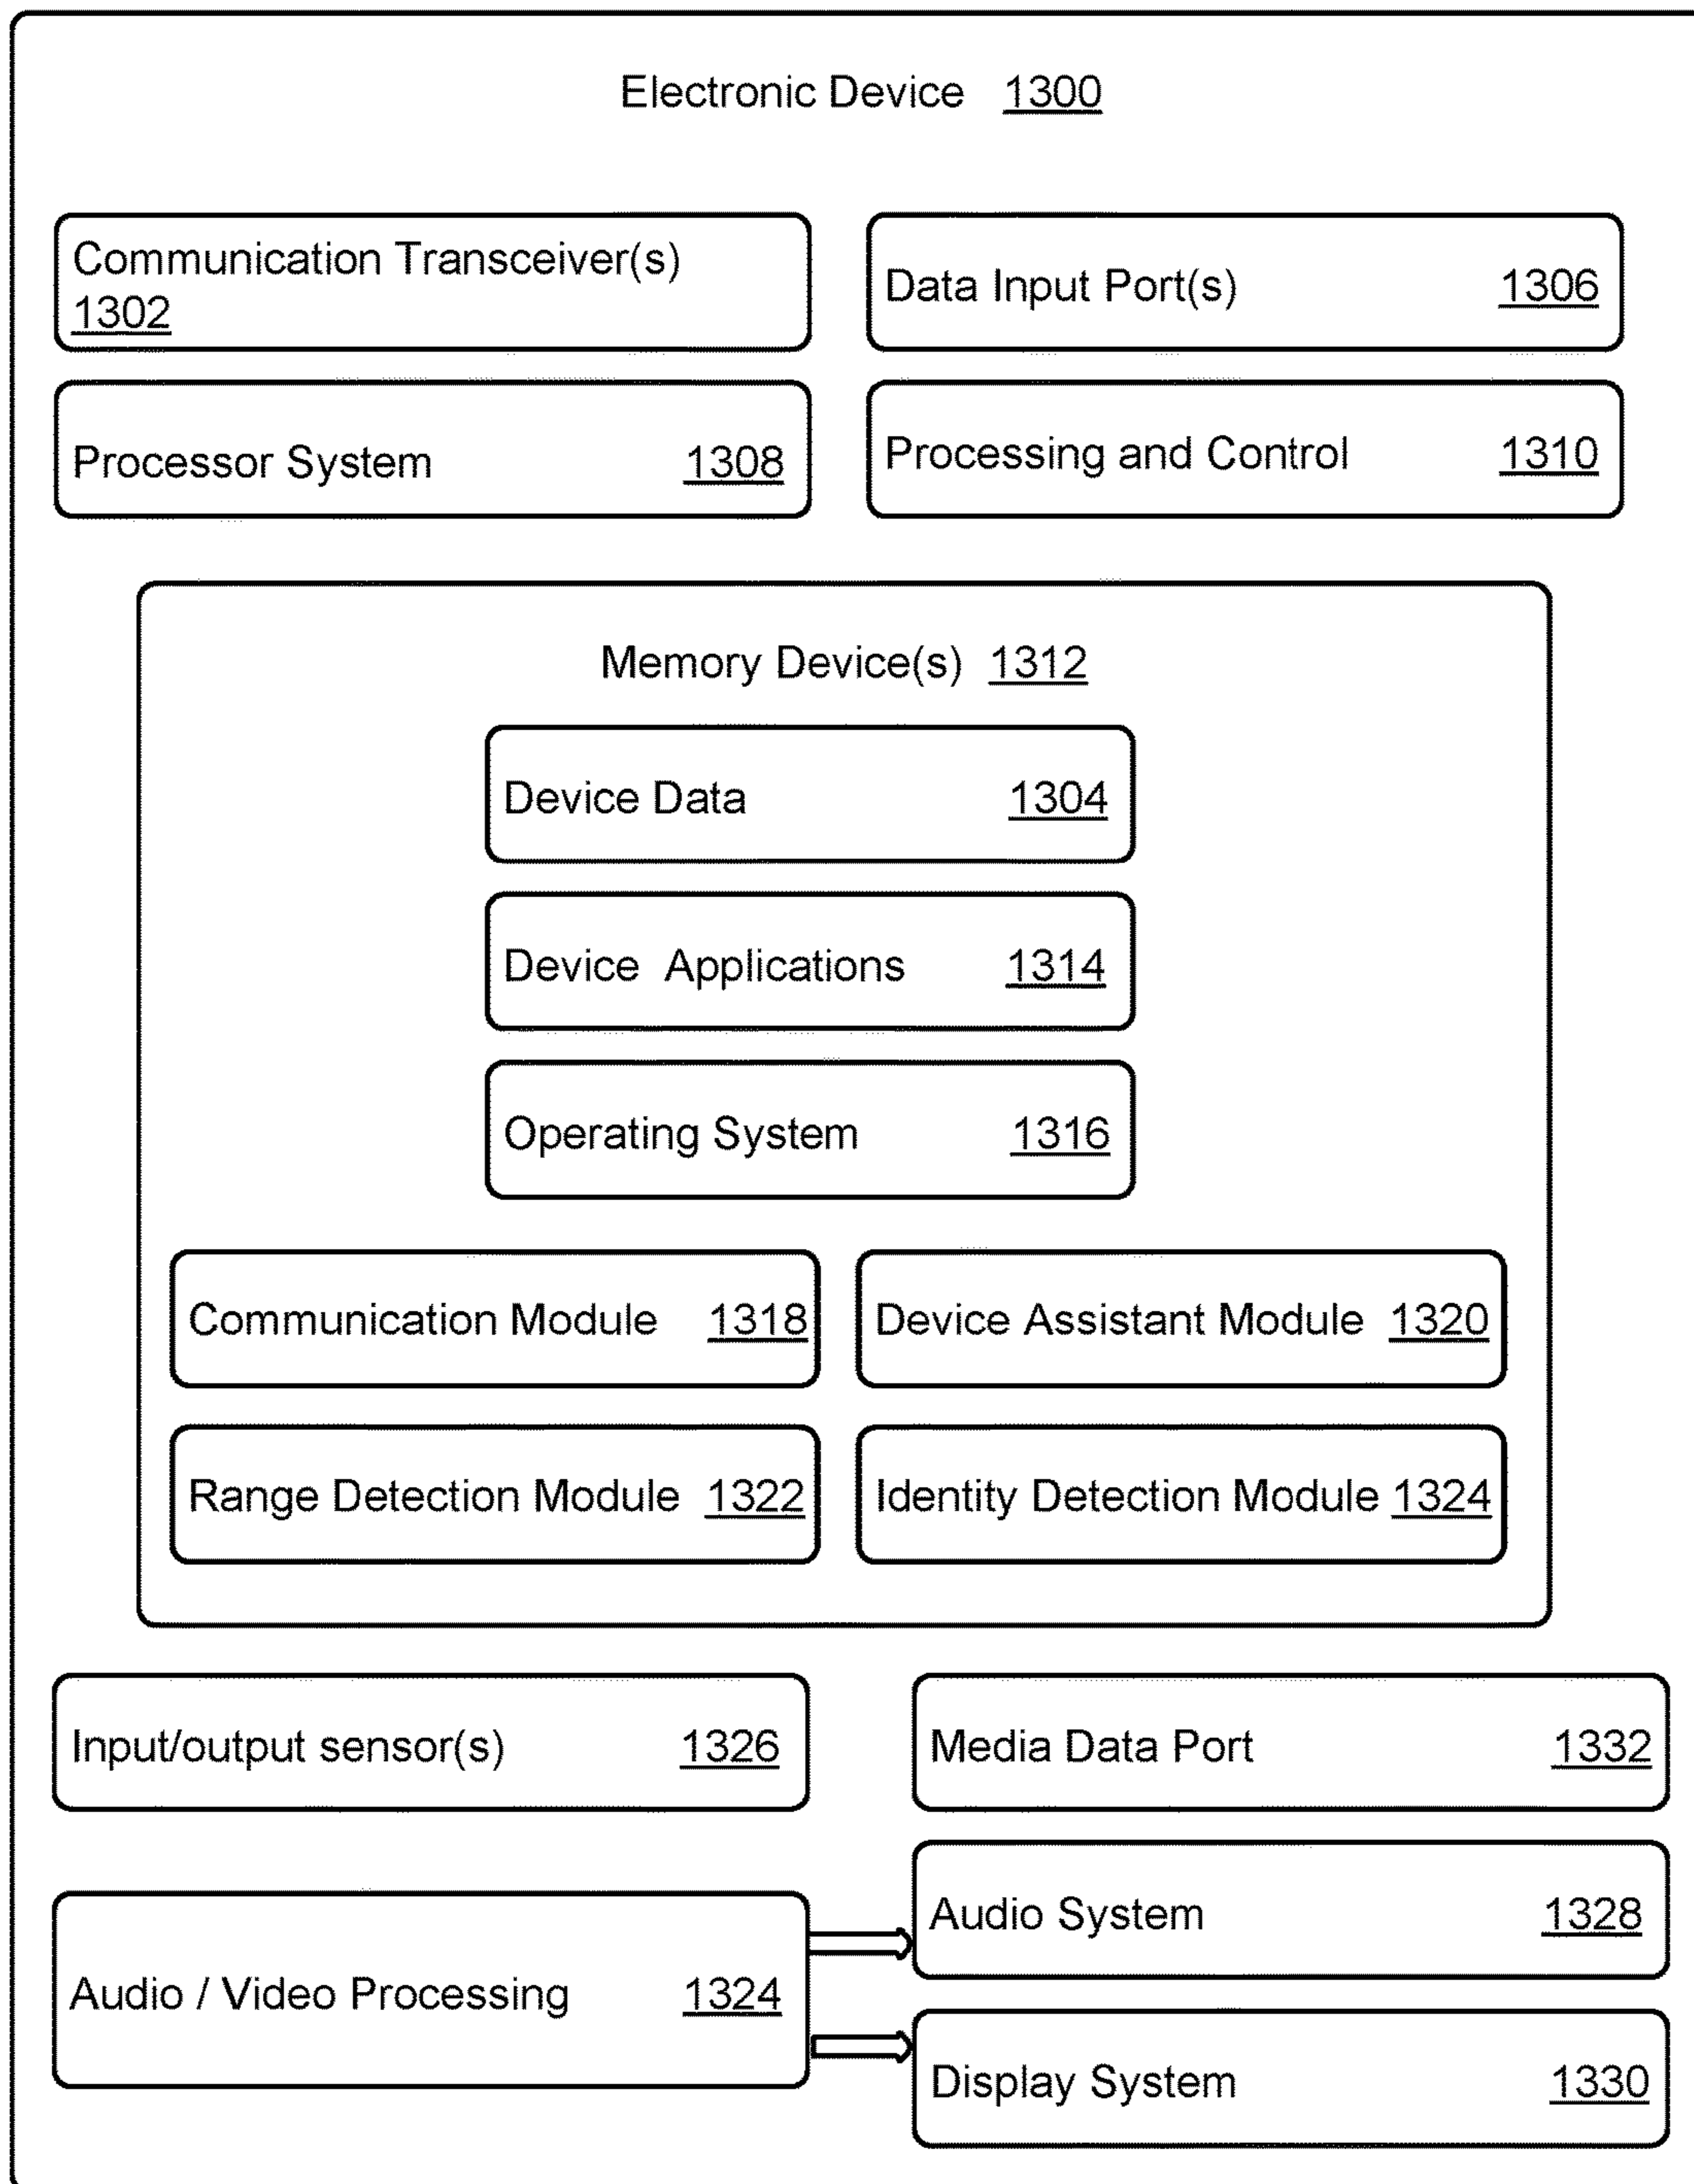 Electronic Device 1300
Communication Transceiver(s)
1302
Data Input Port(s) 1306
Processor System 1308
Processing and Control 1310
Memory Device(s) 1312
Device Data 1304
Device Applications 1314
Operating System 1316
Communication Module 1318
Device Assistant Module 1320
Range Detection Module 1322
Identity Detection Module 1324
Input/output sensor(s) 1326
Media Data Port 1332
Audio / Video Processing 1324
Audio System 1328
Display System 1330